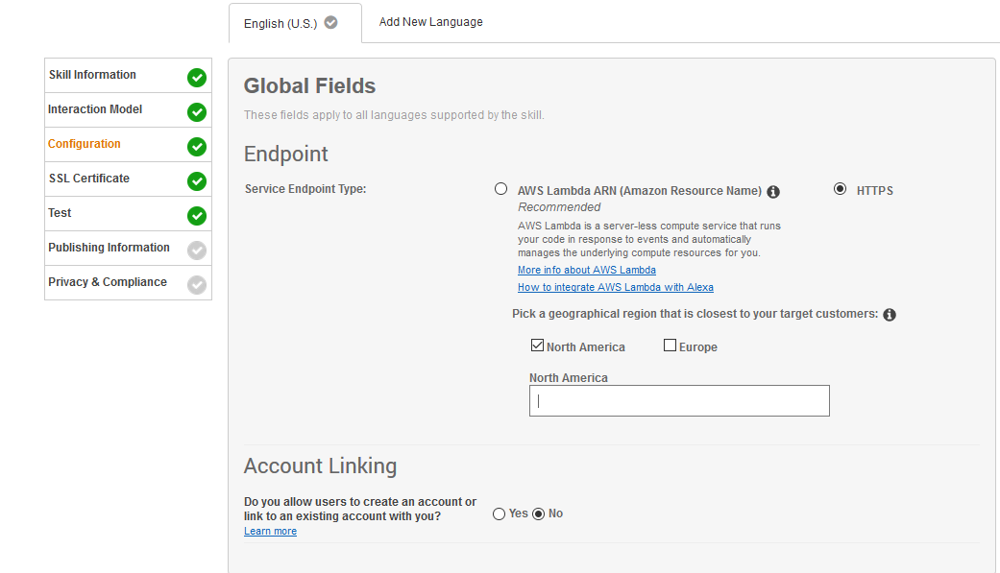 English (U.S.)
Add New Language
Skill Information
Interaction Model
Configuration
SSL Certificate
Test
Publishing Information
Privacy & Compliance
Global Fields
These fields apply to all languages supported by the skill.
Endpoint
Service Endpoint Type:
AWS Lambda ARN (Amazon Resource Name)
HTTPS
Recommended
AWS Lambda is a server-less compute service that runs
your code in response to events and automatically
manages the underlying compute resources for you.
More info about AWS Lambda
How to integrate AWS Lambda with Alexa
Pick a geographical region that is closest to your target customers:
North America
Europe
North America
Account Linking
Do you allow users to create an account or
link to an existing account with you?
Yes
No
Learn more